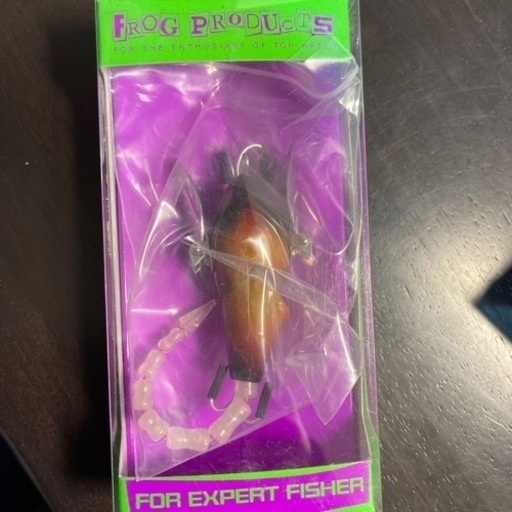 FROG PRODUCTS
FOR THE ENTHUSIAST OF TOP WATER
FOR EXPERT FISHER